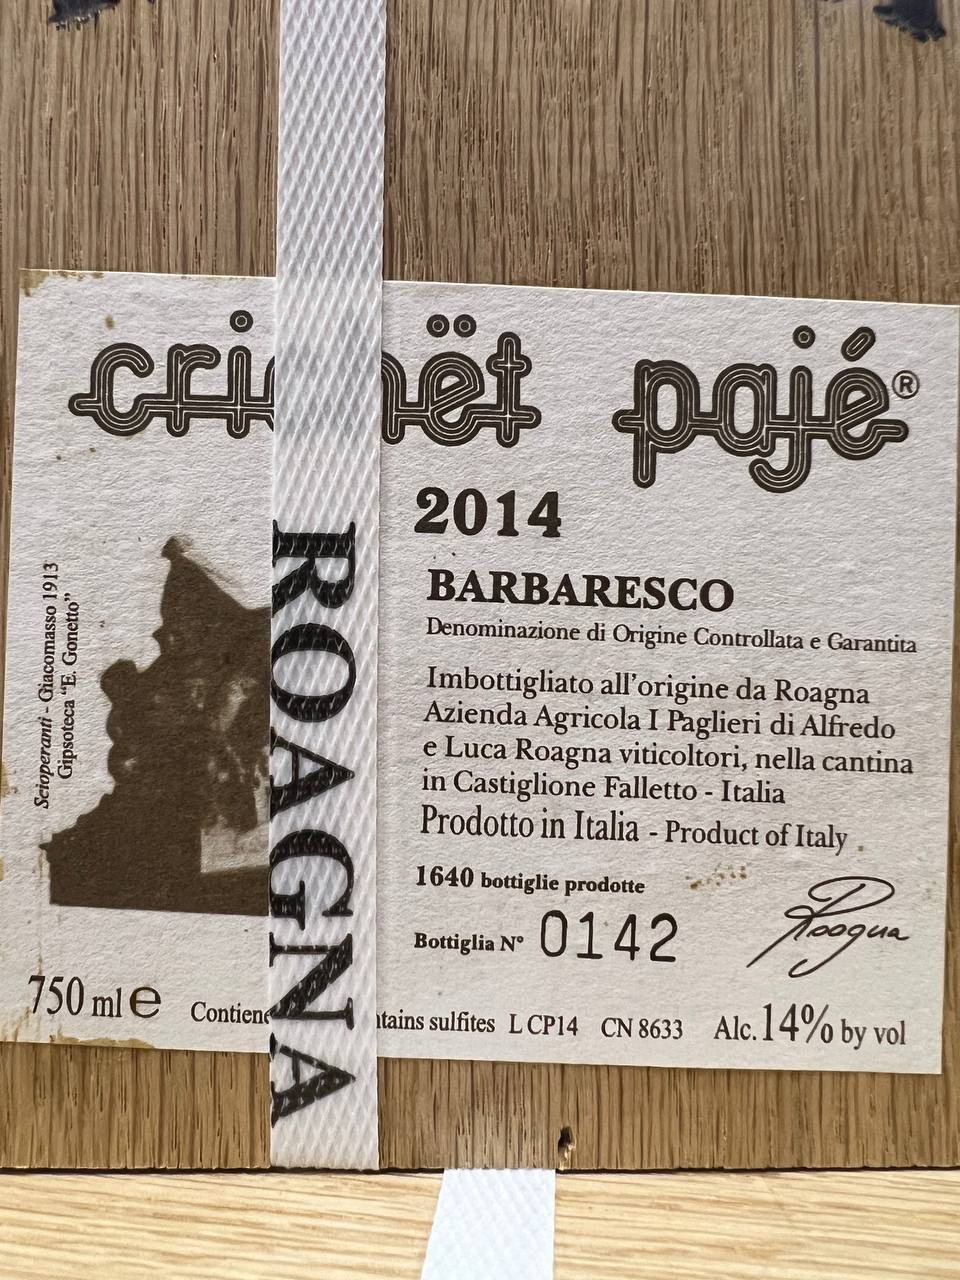 crichët pajé®
2014
BARBARESCO
Denominazione di Origine Controllata e Garantita
Imbottigliato all'origine da Roagna
Azienda Agricola I Paglieri di Alfredo
e Luca Roagna viticoltori, nella cantina
in Castiglione Falletto - Italia
Prodotto in Italia - Product of Italy
1640 bottiglie prodotte
Bottiglia N° 0142
Roagna
750 ml e Contiene sulfites L CP14 CN 8633 Alc. 14% by vol
Scioperanti - Giacomasso 1913
Gipsoteca "E. Gonetto"
ROAGNA